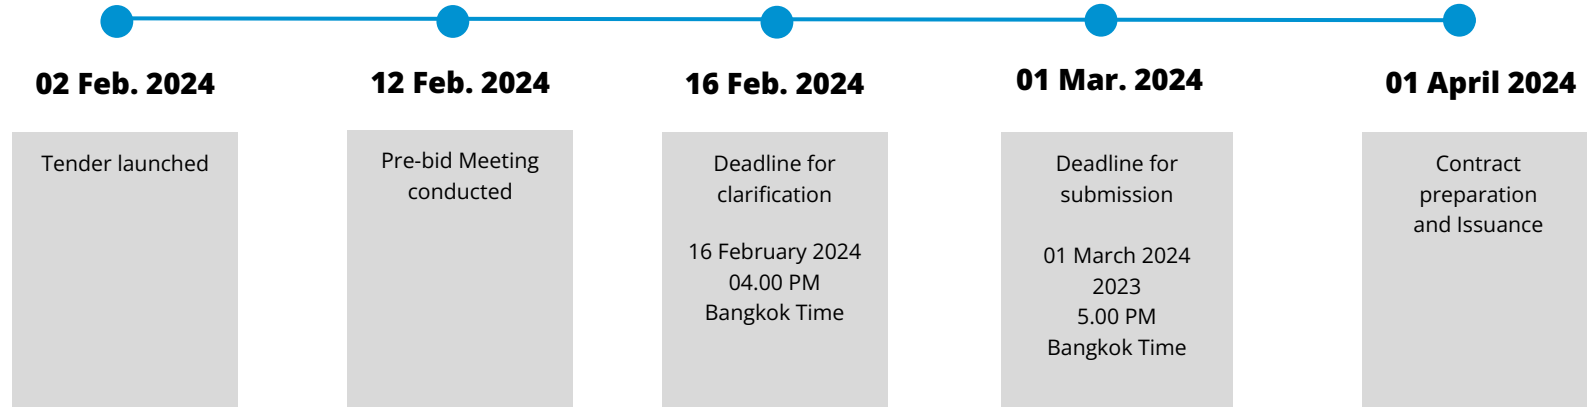 02 Feb. 2024
Tender launched
12 Feb. 2024
Pre-bid Meeting
conducted
16 Feb. 2024
Deadline for
clarification
16 February 2024
04.00 PM
Bangkok Time
01 Mar. 2024
Deadline for
submission
01 March 2024
2023
5.00 PM
Bangkok Time
01 April 2024
Contract
preparation
and Issuance